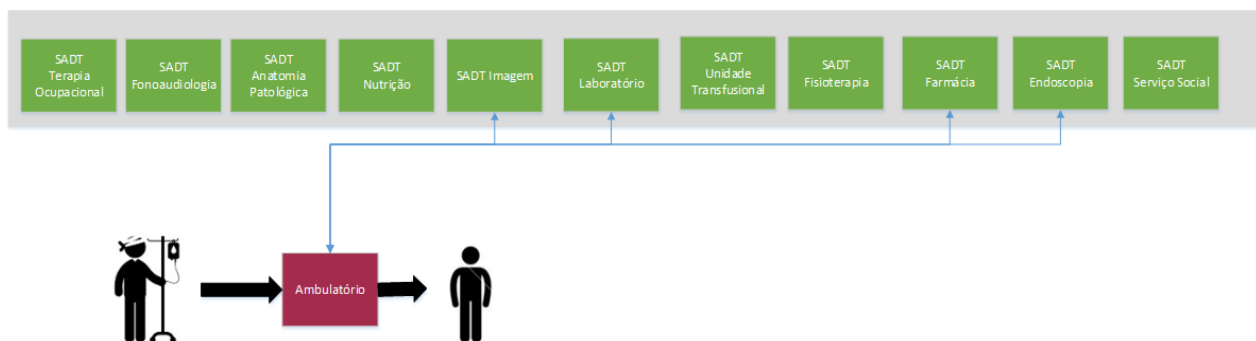 SADT
Terapia
Ocupacional
SADT
Fonoaudiologia
SADT
Anatomia
Patológica
SADT
Nutrição
SADT Imagem
SADT
Laboratório
SADT
Unidade
Transfusional
SADT
Fisioterapia
SADT
Farmácia
SADT
Endoscopia
SADT
Serviço Social
Ambulatório